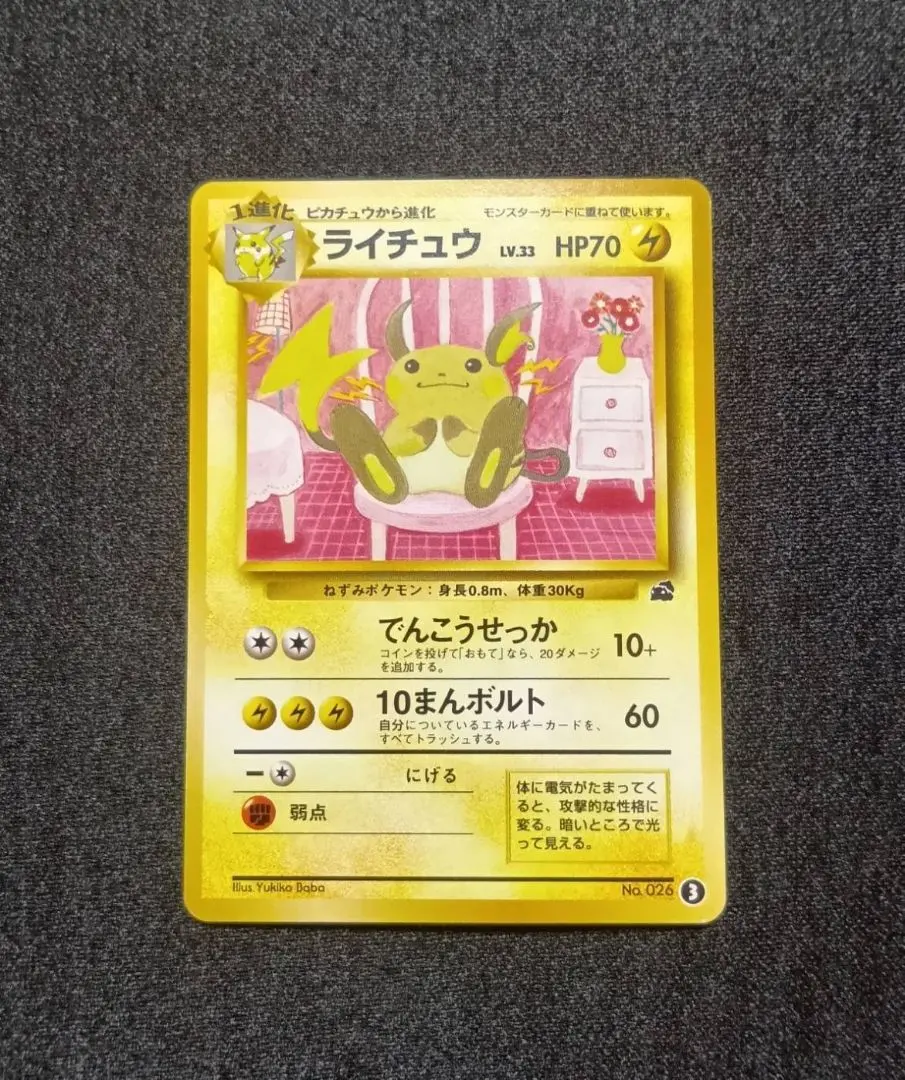 1進化 ピカチュウから進化 モンスターカードに重ねて使います。
ライチュウ LV.33 HP70
ねずみポケモン：身長0.8m、体重30Kg
でんこうせっか 10+
コインを投げて「おもて」なら、20ダメージ
を追加する。
10まんボルト 60
自分についているエネルギーカードを、
すべてトラッシュする。
ー にげる
弱点
体に電気がたまってく
ると、攻撃的な性格に
変る。暗いところで光
って見える。
Illus. Yukiko Baba No. 026 3